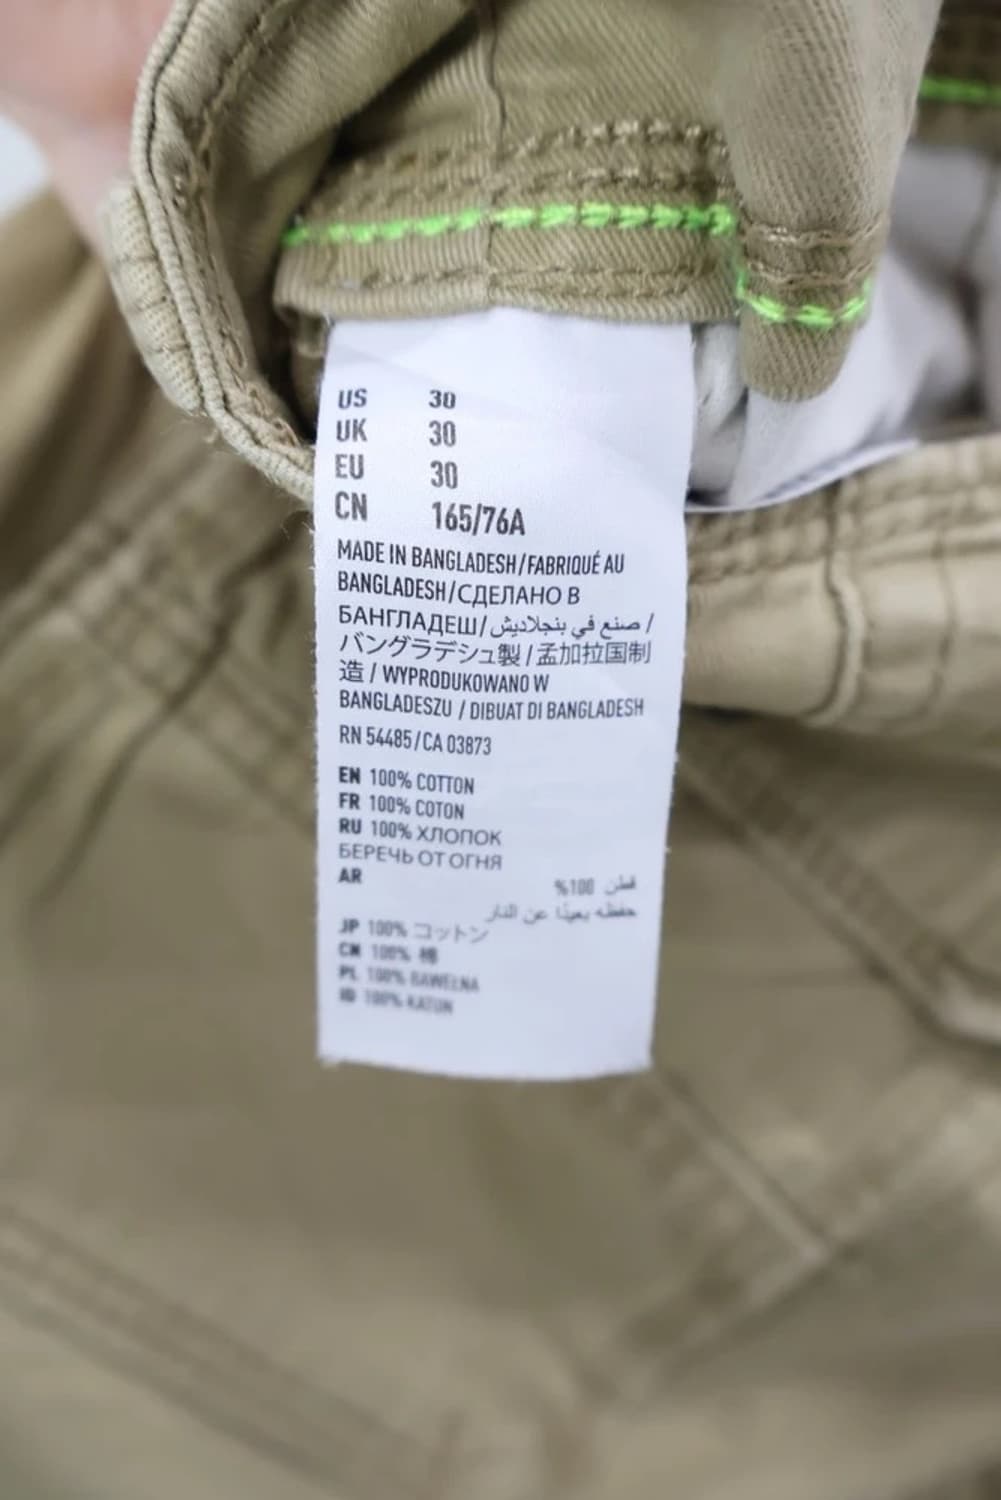 US 30
UK 30
EU 30
CN 165/76A
MADE IN BANGLADESH/FABRIQUÉ AU
BANGLADESH/СДЕЛАНО В
БАНГЛАДЕШ/صنع في بنجلاديش/
バングラデシュ製/孟加拉国制
造/WYPRODUKOWANO W
BANGLADESZU / DIBUAT DI BANGLADESH
RN 54485/CA 03873
EN 100% COTTON
FR 100% COTON
RU 100% ХЛОПОК
БЕРЕЧЬ ОТ ОГНЯ
AR قطن 100%
حفظه بعيدًا عن النار
JP 100% コットン
CN 100% 棉
PL 100% BAWEŁNA
ID 100% KATUN